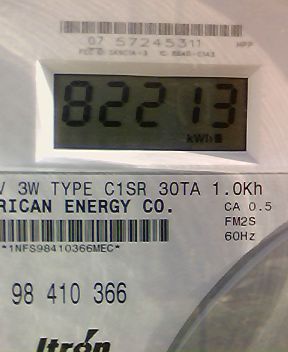 07 57245311
82213
kWh
V 3W TYPE C1SR 30TA 1.0Kh
RICAN ENERGY CO.
CA 0.5
FM2S
60Hz
*1NFS98410366MEC*
98 410 366
Itron